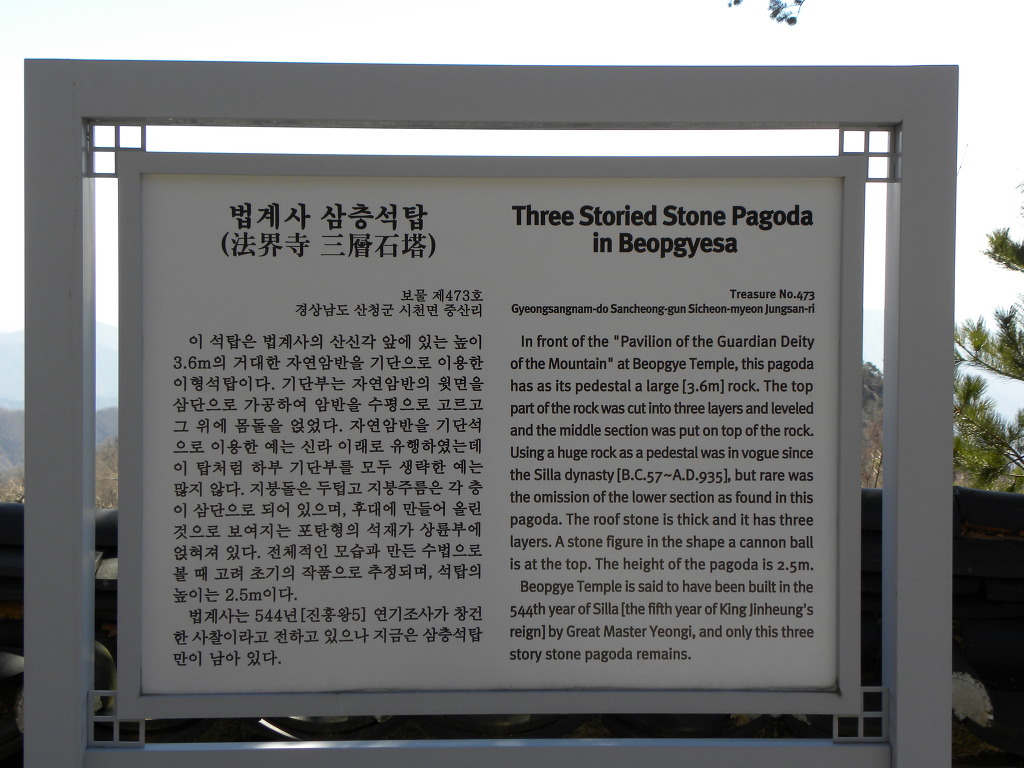 법계사 삼층석탑
(法界寺 三層石塔)
보물 제473호
경상남도 산청군 시천면 중산리
이 석탑은 법계사의 산신각 앞에 있는 높이
3.6m의 거대한 자연암반을 기단으로 이용한
이형석탑이다. 기단부는 자연암반의 윗면을
삼단으로 가공하여 암반을 수평으로 고르고
그 위에 몸돌을 얹었다. 자연암반을 기단석
으로 이용한 예는 신라 이래로 유행하였는데
이 탑처럼 하부 기단부를 모두 생략한 예는
많지 않다. 지붕돌은 두텁고 지붕주름은 각 층
이 삼단으로 되어 있으며, 후대에 만들어 올린
것으로 보여지는 포탄형의 석재가 상륜부에
얹혀져 있다. 전체적인 모습과 만든 수법으로
볼 때 고려 초기의 작품으로 추정되며, 석탑의
높이는 2.5m이다.
법계사는 544년[진흥왕5] 연기조사가 창건
한 사찰이라고 전하고 있으나 지금은 삼층석탑
만이 남아 있다.
Three Storied Stone Pagoda
in Beopgyesa
Treasure No.473
Gyeongsangnam-do Sancheong-gun Sicheon-myeon Jungsan-ri
In front of the "Pavilion of the Guardian Deity
of the Mountain" at Beopgye Temple, this pagoda
has as its pedestal a large [3.6m] rock. The top
part of the rock was cut into three layers and leveled
and the middle section was put on top of the rock.
Using a huge rock as a pedestal was in vogue since
the Silla dynasty [B.C.57~A.D.935], but rare was
the omission of the lower section as found in this
pagoda. The roof stone is thick and it has three
layers. A stone figure in the shape a cannon ball
is at the top. The height of the pagoda is 2.5m.
Beopgye Temple is said to have been built in the
544th year of Silla [the fifth year of King Jinheung's
reign] by Great Master Yeongi, and only this three
story stone pagoda remains.